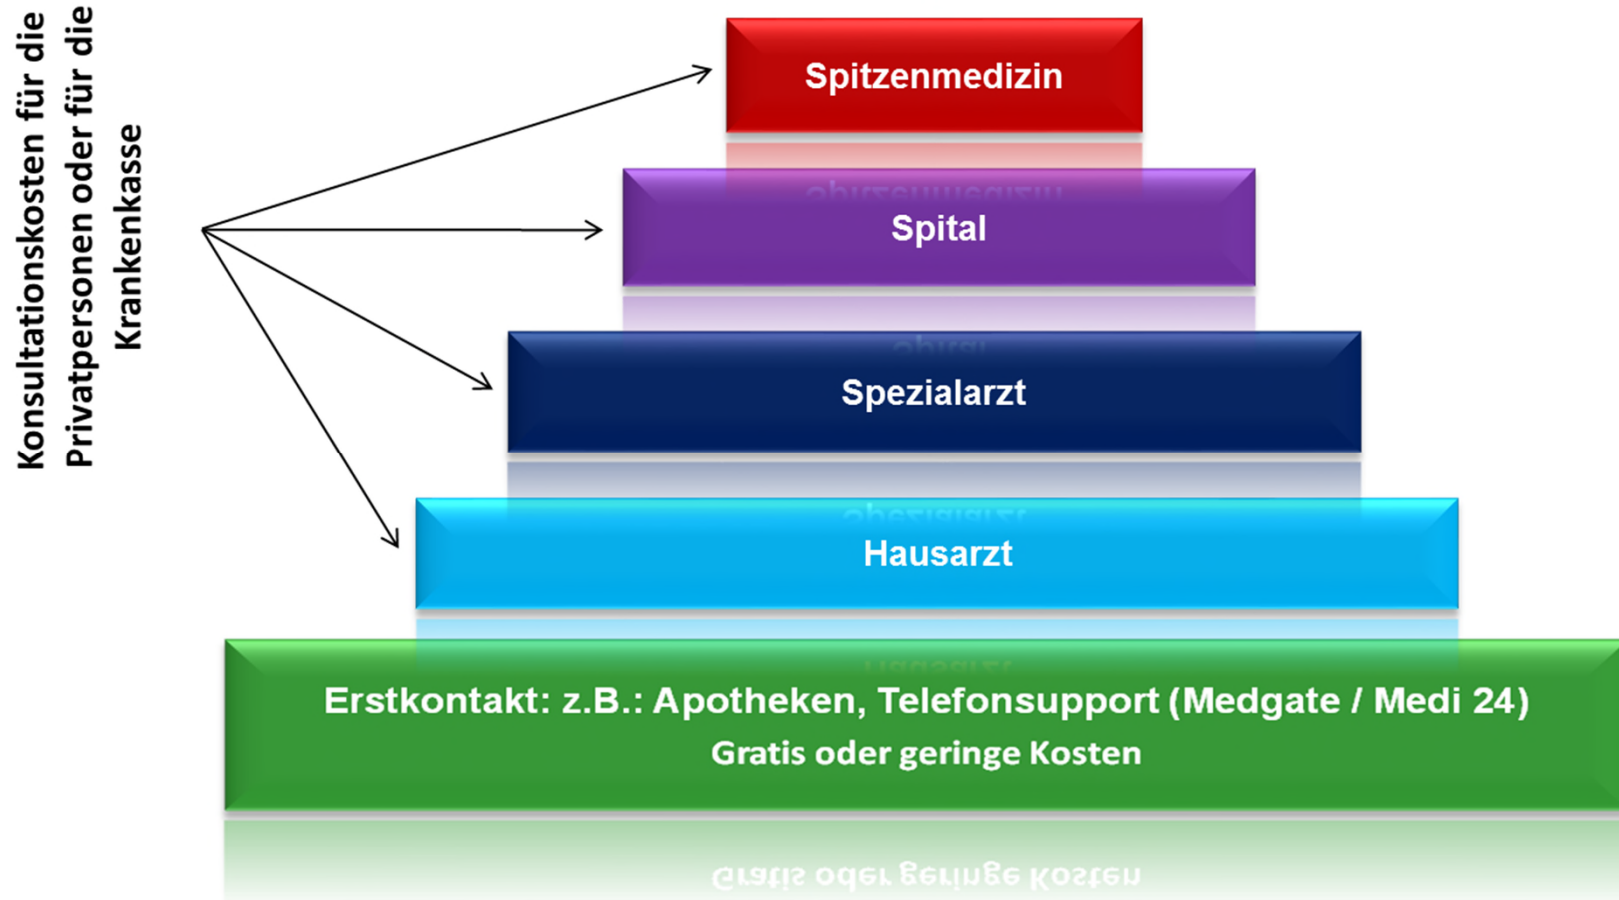 Konsultationskosten für die
Privatpersonen oder für die
Krankenkasse
Spitzenmedizin
Spital
Spezialarzt
Hausarzt
Erstkontakt: z.B.: Apotheken, Telefonsupport (Medgate / Medi 24)
Gratis oder geringe Kosten